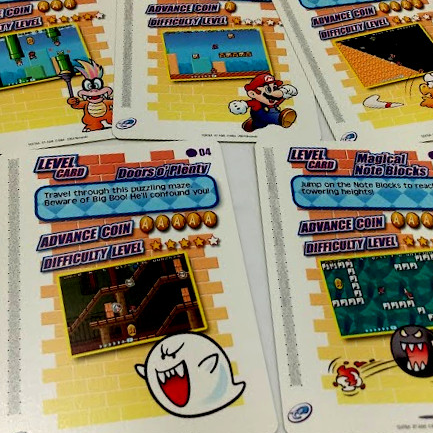 ADVANCE COIN
DIFFICULTY LEVEL
ADVANCE COIN
DIFFICULTY LEVEL
ADVANCE COIN
DIFFICULTY LEVEL
LEVEL CARD
Doors o' Plenty
04
Travel through this puzzling maze.
Beware of Big Boo! He'll confound you!
ADVANCE COIN A A A A
DIFFICULTY LEVEL
LEVEL CARD
Magical
Note Blocks
Jump on the Note Blocks to reach
towering heights!
ADVANCE COIN A A
DIFFICULTY LEVEL